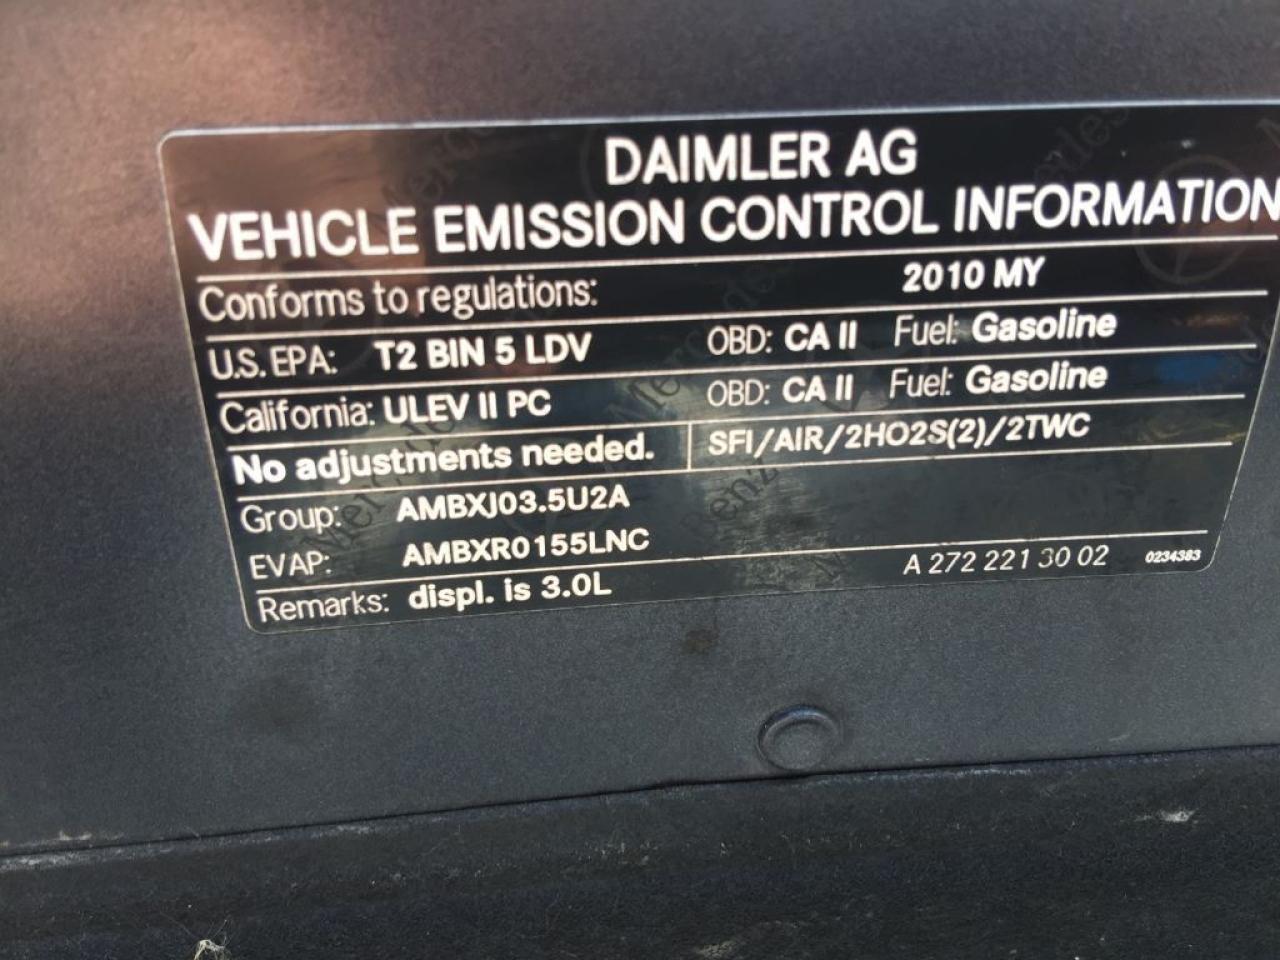 DAIMLER AG
VEHICLE EMISSION CONTROL INFORMATION
Conforms to regulations: 2010 MY
U.S. EPA: T2 BIN 5 LDV OBD: CA II Fuel: Gasoline
California: ULEV II PC OBD: CA II Fuel: Gasoline
No adjustments needed. SFI/AIR/2HO2S(2)/2TWC
Group: AMBXJ03.5U2A
EVAP: AMBXR0155LNC
Remarks: displ. is 3.0L A 272 221 30 02 0234383